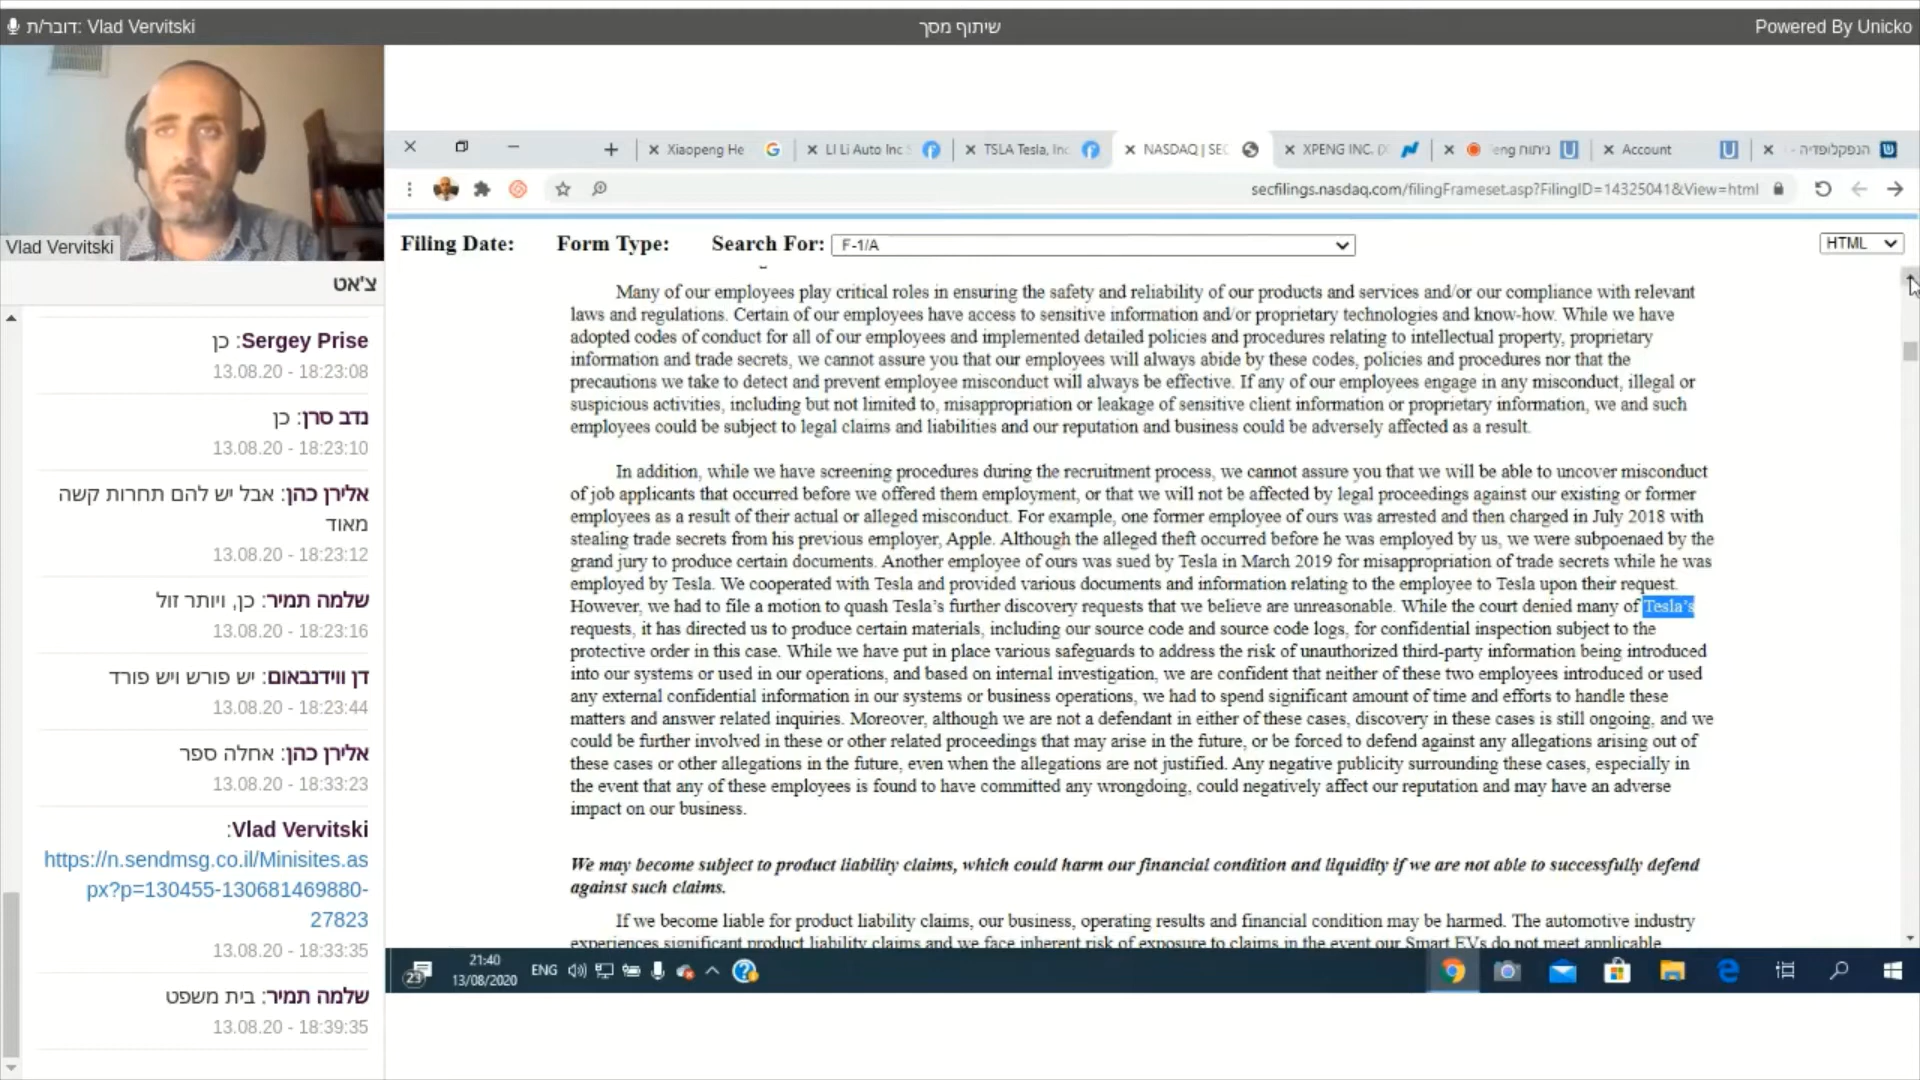 דובר/ת: Vlad Vervitski
שיתוף מסך
Powered By Unicko
Vlad Vervitski
צ'אט
Sergey Prise: כן
13.08.20 - 18:23:08
נדב סרן: כן
13.08.20 - 18:23:10
אלירן כהן: אבל יש להם תחרות קשה
מאוד
13.08.20 - 18:23:12
שלמה תמיר: כן, ויותר זול
13.08.20 - 18:23:16
דן ווידנבאום: יש פורש ויש פורד
13.08.20 - 18:23:44
אלירן כהן: אחלה ספר
13.08.20 - 18:33:23
Vlad Vervitski:
https://n.sendmsg.co.il/Minisites.as
px?p=130455-130681469880-
27823
13.08.20 - 18:33:35
שלמה תמיר: בית משפט
13.08.20 - 18:39:35
Xiaopeng He
LI Li Auto Inc
TSLA Tesla, Inc
NASDAQ | SEC
XPENG INC.
ניתוח
Account
הנפקלופדיה
secfilings.nasdaq.com/filingFrameset.asp?FilingID=14325041&View=html
Filing Date: Form Type: Search For: F-1/A HTML
Many of our employees play critical roles in ensuring the safety and reliability of our products and services and/or our compliance with relevant
laws and regulations. Certain of our employees have access to sensitive information and/or proprietary technologies and know-how. While we have
adopted codes of conduct for all of our employees and implemented detailed policies and procedures relating to intellectual property, proprietary
information and trade secrets, we cannot assure you that our employees will always abide by these codes, policies and procedures nor that the
precautions we take to detect and prevent employee misconduct will always be effective. If any of our employees engage in any misconduct, illegal or
suspicious activities, including but not limited to, misappropriation or leakage of sensitive client information or proprietary information, we and such
employees could be subject to legal claims and liabilities and our reputation and business could be adversely affected as a result.
In addition, while we have screening procedures during the recruitment process, we cannot assure you that we will be able to uncover misconduct
of job applicants that occurred before we offered them employment, or that we will not be affected by legal proceedings against our existing or former
employees as a result of their actual or alleged misconduct. For example, one former employee of ours was arrested and then charged in July 2018 with
stealing trade secrets from his previous employer, Apple. Although the alleged theft occurred before he was employed by us, we were subpoenaed by the
grand jury to produce certain documents. Another employee of ours was sued by Tesla in March 2019 for misappropriation of trade secrets while he was
employed by Tesla. We cooperated with Tesla and provided various documents and information relating to the employee to Tesla upon their request.
However, we had to file a motion to quash Tesla's further discovery requests that we believe are unreasonable. While the court denied many of Tesla's
requests, it has directed us to produce certain materials, including our source code and source code logs, for confidential inspection subject to the
protective order in this case. While we have put in place various safeguards to address the risk of unauthorized third-party information being introduced
into our systems or used in our operations, and based on internal investigation, we are confident that neither of these two employees introduced or used
any external confidential information in our systems or business operations, we had to spend significant amount of time and efforts to handle these
matters and answer related inquiries. Moreover, although we are not a defendant in either of these cases, discovery in these cases is still ongoing, and we
could be further involved in these or other related proceedings that may arise in the future, or be forced to defend against any allegations arising out of
these cases or other allegations in the future, even when the allegations are not justified. Any negative publicity surrounding these cases, especially in
the event that any of these employees is found to have committed any wrongdoing, could negatively affect our reputation and may have an adverse
impact on our business.
We may become subject to product liability claims, which could harm our financial condition and liquidity if we are not able to successfully defend
against such claims.
If we become liable for product liability claims, our business, operating results and financial condition may be harmed. The automotive industry
experiences significant product liability claims and we face inherent risk of exposure to claims in the event our Smart EVs do not meet applicable
23
21:40
13/08/2020
ENG